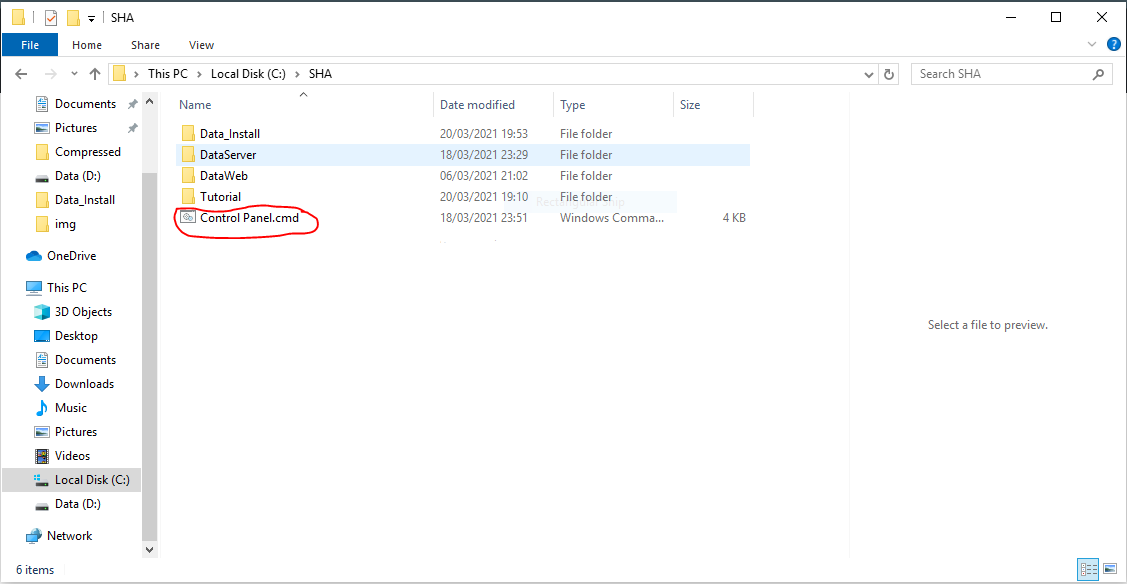 SHA
File Home Share View
This PC Local Disk (C:) SHA
Search SHA
Name Date modified Type Size
Data_Install 20/03/2021 19:53 File folder
DataServer 18/03/2021 23:29 File folder
DataWeb 06/03/2021 21:02 File folder
Tutorial 20/03/2021 19:10 File folder
Control Panel.cmd 18/03/2021 23:51 Windows Comma... 4 KB
Documents
Pictures
Compressed
Data (D:)
Data_Install
img
OneDrive
This PC
3D Objects
Desktop
Documents
Downloads
Music
Pictures
Videos
Local Disk (C:)
Data (D:)
Network
Select a file to preview.
6 items